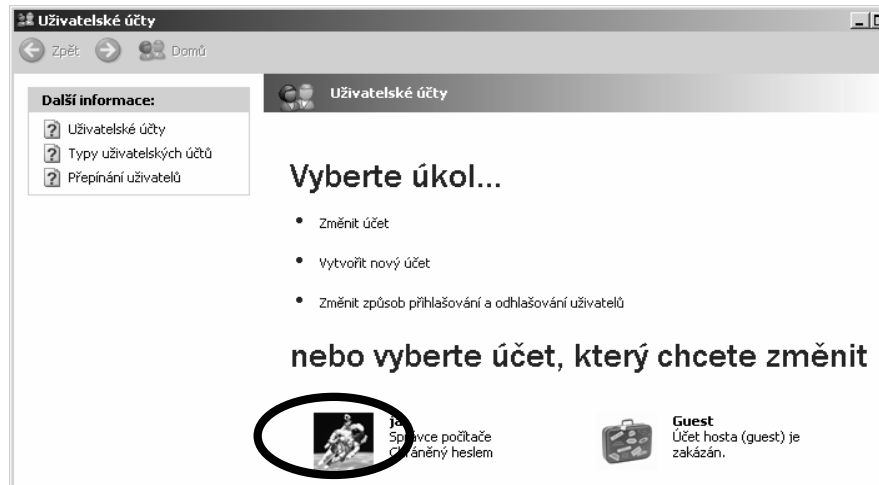 Uživatelské účty
Zpět Domů
Další informace:
Uživatelské účty
Typy uživatelských účtů
Přepínání uživatelů
Uživatelské účty
Vyberte úkol...
Změnit účet
Vytvořit nový účet
Změnit způsob přihlašování a odhlašování uživatelů
nebo vyberte účet, který chcete změnit
Správce počítače
Chráněný heslem
Guest
Účet hosta (guest) je
zakázán.